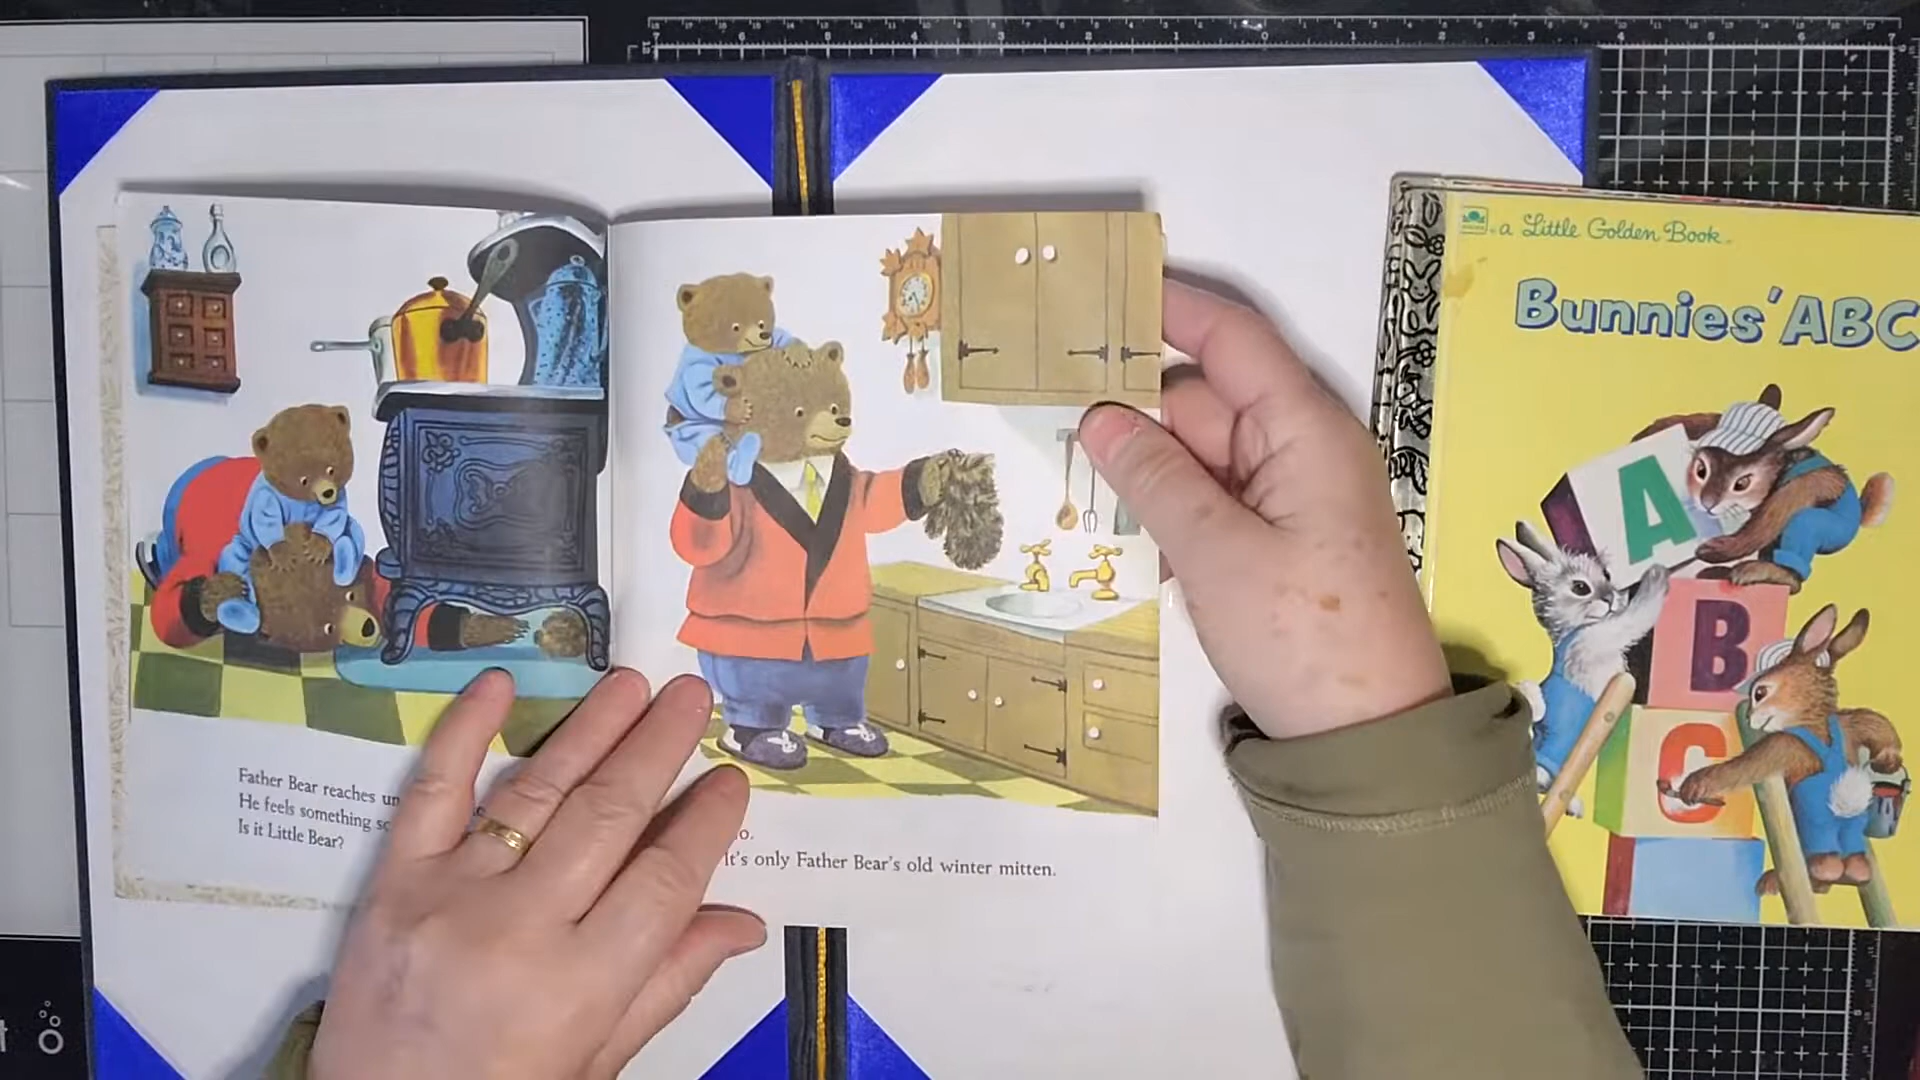 Father Bear reaches
He feels something
Is it Little Bear?
It's only Father Bear's old winter mitten.
a Little Golden Book
Bunnies' ABC
A
B
C